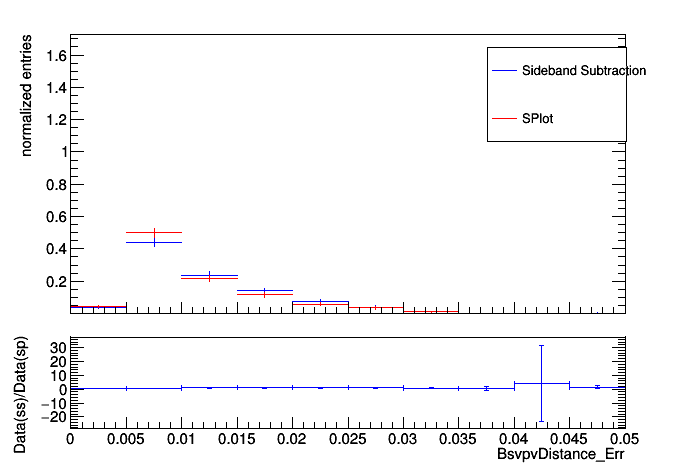 normalized entries
1.6
1.4
1.2
1
0.8
0.6
0.4
0.2
Sideband Subtraction
SPlot
Data(ss)/Data(sp)
30
20
10
0
−10
−20
0 0.005 0.01 0.015 0.02 0.025 0.03 0.035 0.04 0.045 0.05
BsvpvDistance_Err